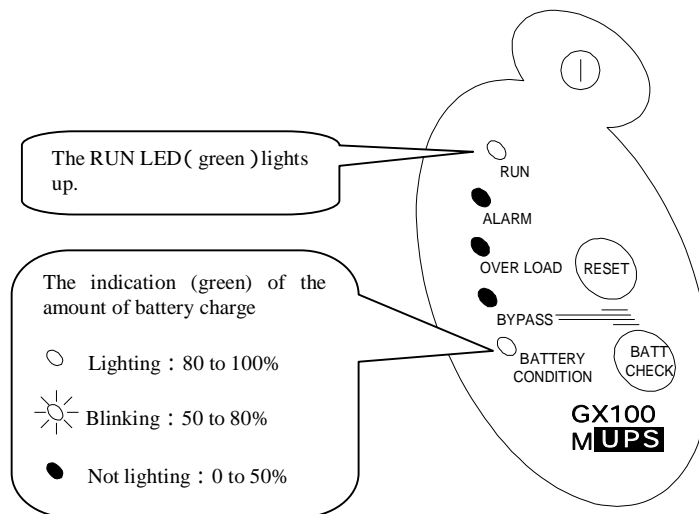 The RUN LED( green )lights
up.
The indication (green) of the
amount of battery charge
Lighting：80 to 100%
Blinking：50 to 80%
Not lighting：0 to 50%
RUN
ALARM
OVER LOAD
RESET
BYPASS
BATTERY
CONDITION
BATT
CHECK
GX100
M UPS